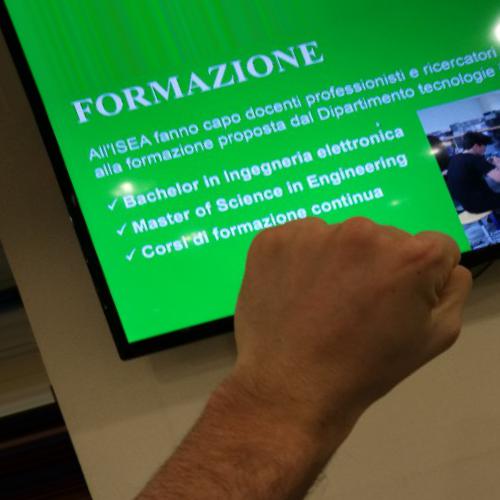 FORMAZIONE
All'ISEA fanno capo docenti professionisti e ricercatori
alla formazione proposta dal Dipartimento tecnologie
✓ Bachelor in Ingegneria elettronica
✓ Master of Science in Engineering
✓ Corsi di formazione continua